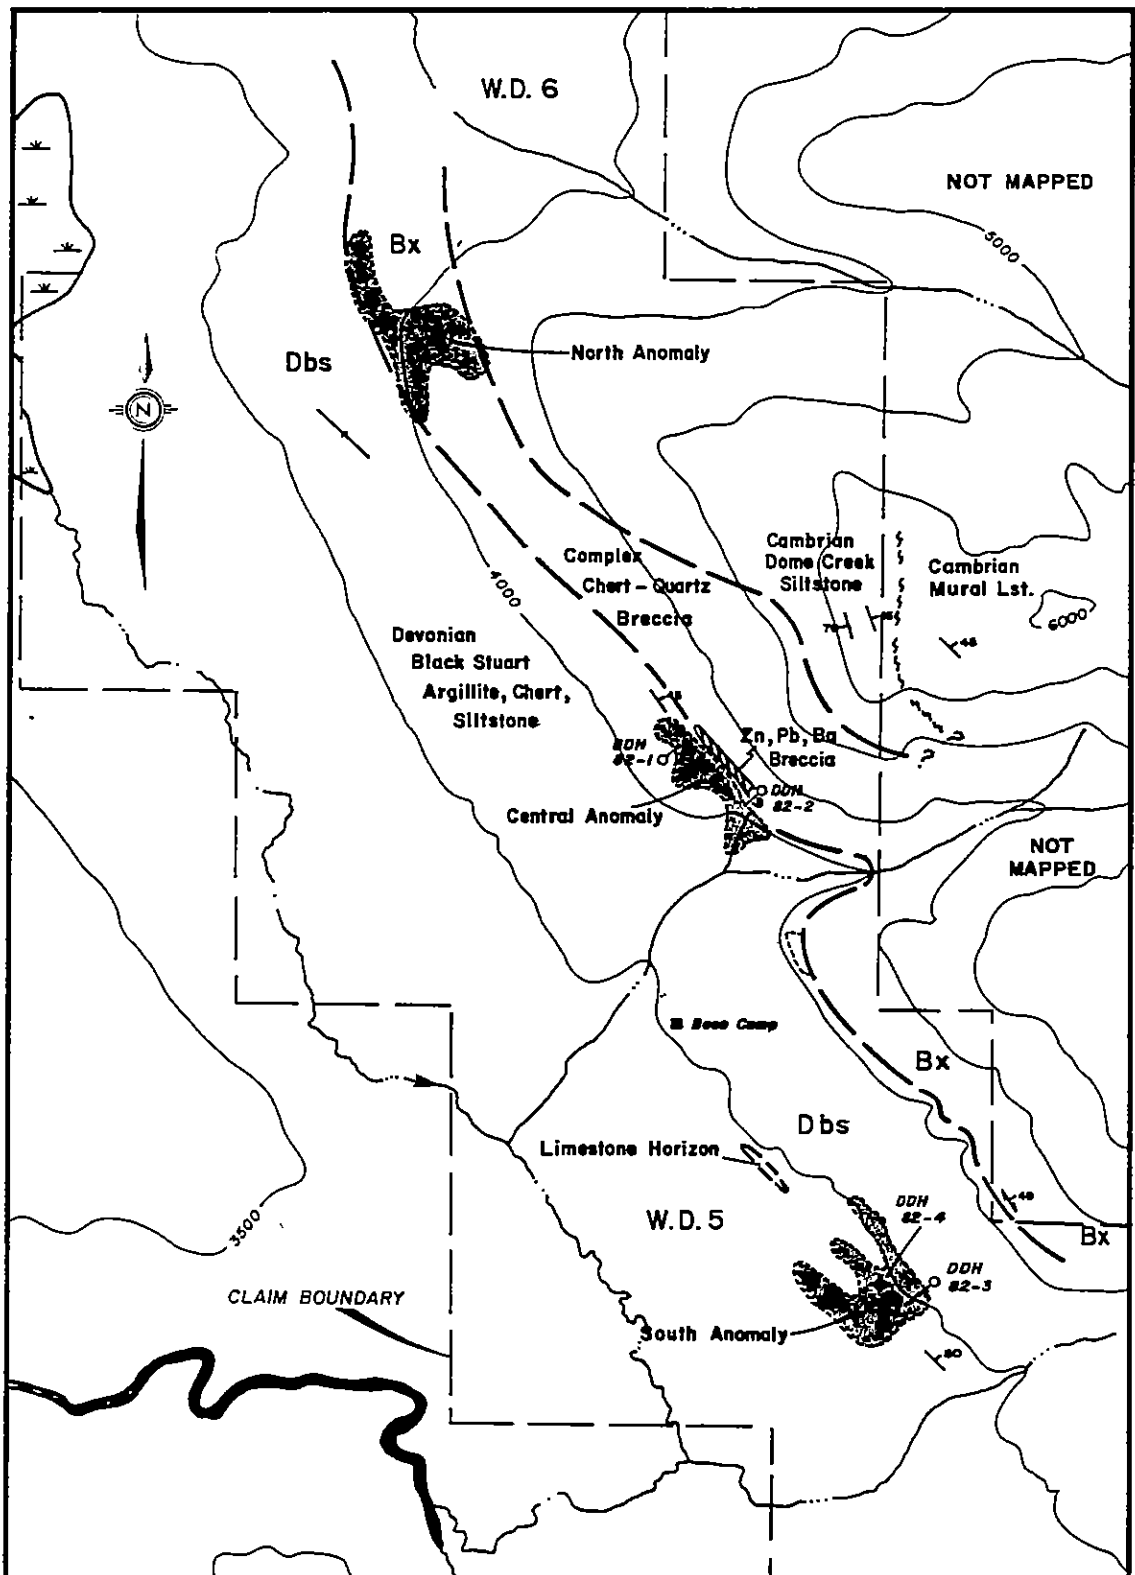 W.D. 6
NOT MAPPED
5000
Bx
North Anomaly
Dbs
N
Cambrian
Dome Creek
Siltstone
Cambrian
Mural Lst.
Complex
Chert - Quartz
Breccia
4000
6000
45
Devonian
Black Stuart
Argillite, Chert,
Siltstone
Zn, Pb, Ba
Breccia
?
?
DDH
82-1
DDH
82-2
Central Anomaly
NOT
MAPPED
Base Camp
Bx
Dbs
Limestone Horizon
W.D. 5
DDH
82-4
Bx
3500
DDH
82-3
CLAIM BOUNDARY
South Anomaly